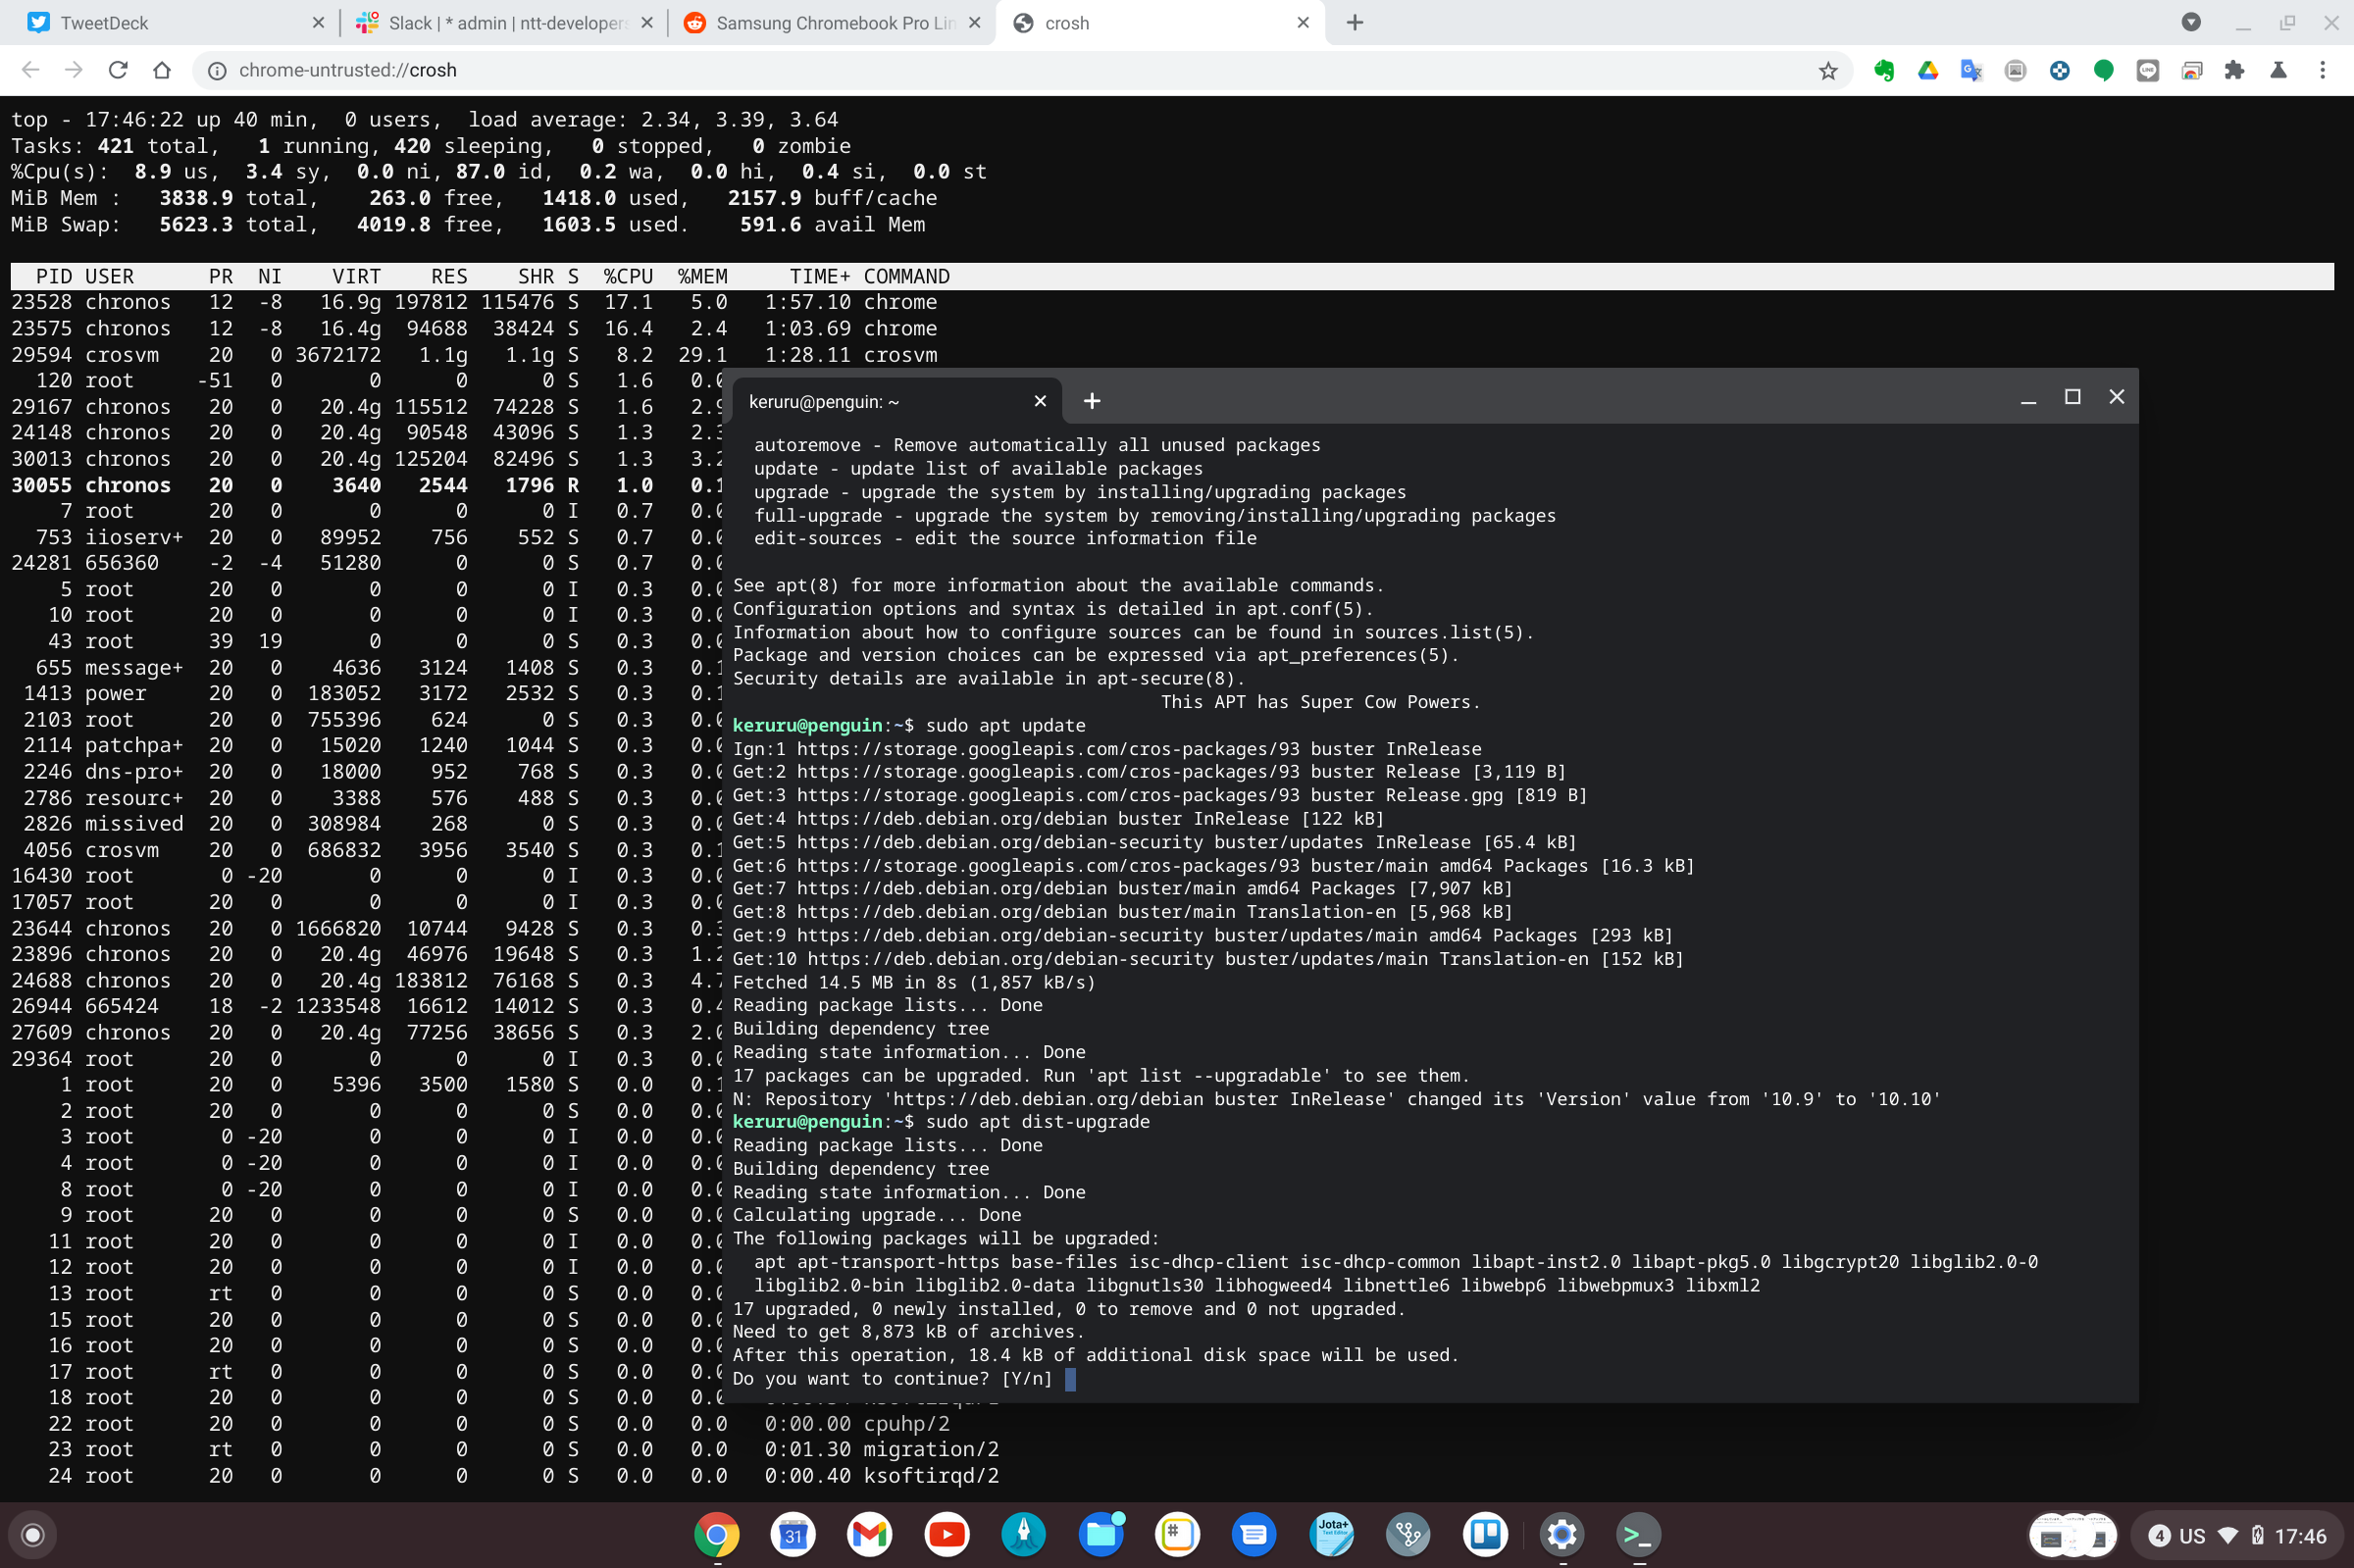 TweetDeck
Slack | * admin | ntt-developers
Samsung Chromebook Pro Lin
crosh
chrome-untrusted://crosh
top - 17:46:22 up 40 min,  0 users,  load average: 2.34, 3.39, 3.64
Tasks: 421 total,   1 running, 420 sleeping,   0 stopped,   0 zombie
%Cpu(s):  8.9 us,  3.4 sy,  0.0 ni, 87.0 id,  0.2 wa,  0.0 hi,  0.4 si,  0.0 st
MiB Mem :   3838.9 total,    263.0 free,   1418.0 used,   2157.9 buff/cache
MiB Swap:   5623.3 total,   4019.8 free,   1603.5 used.    591.6 avail Mem
PID USER      PR  NI    VIRT    RES    SHR S  %CPU  %MEM     TIME+ COMMAND
23528 chronos   12  -8   16.9g 197812 115476 S  17.1   5.0   1:57.10 chrome
23575 chronos   12  -8   16.4g  94688  38424 S  16.4   2.4   1:03.69 chrome
29594 crosvm    20   0 3672172   1.1g   1.1g S   8.2  29.1   1:28.11 crosvm
120 root     -51   0       0      0      0 S   1.6   0.0
29167 chronos   20   0   20.4g 115512  74228 S   1.6   2.9
24148 chronos   20   0   20.4g  90548  43096 S   1.3   2.3
30013 chronos   20   0   20.4g 125204  82496 S   1.3   3.2
30055 chronos   20   0    3640   2544   1796 R   1.0   0.1
7 root      20   0       0      0      0 I   0.7   0.0
753 iioserv+  20   0   89952    756    552 S   0.7   0.0
24281 656360    -2  -4   51280      0      0 S   0.7   0.0
5 root      20   0       0      0      0 I   0.3   0.0
10 root      20   0       0      0      0 I   0.3   0.0
43 root      39  19       0      0      0 S   0.3   0.0
655 message+  20   0    4636   3124   1408 S   0.3   0.1
1413 power     20   0  183052   3172   2532 S   0.3   0.1
2103 root      20   0  755396    624      0 S   0.3   0.0
2114 patchpa+  20   0   15020   1240   1044 S   0.3   0.0
2246 dns-pro+  20   0   18000    952    768 S   0.3   0.0
2786 resourc+  20   0    3388    576    488 S   0.3   0.0
2826 missived  20   0  308984    268      0 S   0.3   0.0
4056 crosvm    20   0  686832   3956   3540 S   0.3   0.1
16430 root       0 -20       0      0      0 I   0.3   0.0
17057 root      20   0       0      0      0 I   0.3   0.0
23644 chronos   20   0 1666820  10744   9428 S   0.3   0.3
23896 chronos   20   0   20.4g  46976  19648 S   0.3   1.2
24688 chronos   20   0   20.4g 183812  76168 S   0.3   4.7
26944 665424    18  -2 1233548  16612  14012 S   0.3   0.4
27609 chronos   20   0   20.4g  77256  38656 S   0.3   2.0
29364 root      20   0       0      0      0 I   0.3   0.0
1 root      20   0    5396   3500   1580 S   0.0   0.1
2 root      20   0       0      0      0 S   0.0   0.0
3 root       0 -20       0      0      0 I   0.0   0.0
4 root       0 -20       0      0      0 I   0.0   0.0
8 root       0 -20       0      0      0 I   0.0   0.0
9 root      20   0       0      0      0 S   0.0   0.0
11 root      20   0       0      0      0 I   0.0   0.0
12 root      20   0       0      0      0 I   0.0   0.0
13 root      rt   0       0      0      0 S   0.0   0.0
15 root      20   0       0      0      0 S   0.0   0.0
16 root      20   0       0      0      0 S   0.0   0.0
17 root      rt   0       0      0      0 S   0.0   0.0
18 root      20   0       0      0      0 S   0.0   0.0
22 root      20   0       0      0      0 S   0.0   0.0   0:00.00 cpuhp/2
23 root      rt   0       0      0      0 S   0.0   0.0   0:01.30 migration/2
24 root      20   0       0      0      0 S   0.0   0.0   0:00.40 ksoftirqd/2
keruru@penguin: ~
autoremove - Remove automatically all unused packages
update - update list of available packages
upgrade - upgrade the system by installing/upgrading packages
full-upgrade - upgrade the system by removing/installing/upgrading packages
edit-sources - edit the source information file
See apt(8) for more information about the available commands.
Configuration options and syntax is detailed in apt.conf(5).
Information about how to configure sources can be found in sources.list(5).
Package and version choices can be expressed via apt_preferences(5).
Security details are available in apt-secure(8).
This APT has Super Cow Powers.
keruru@penguin:~$ sudo apt update
Ign:1 https://storage.googleapis.com/cros-packages/93 buster InRelease
Get:2 https://storage.googleapis.com/cros-packages/93 buster Release [3,119 B]
Get:3 https://storage.googleapis.com/cros-packages/93 buster Release.gpg [819 B]
Get:4 https://deb.debian.org/debian buster InRelease [122 kB]
Get:5 https://deb.debian.org/debian-security buster/updates InRelease [65.4 kB]
Get:6 https://storage.googleapis.com/cros-packages/93 buster/main amd64 Packages [16.3 kB]
Get:7 https://deb.debian.org/debian buster/main amd64 Packages [7,907 kB]
Get:8 https://deb.debian.org/debian buster/main Translation-en [5,968 kB]
Get:9 https://deb.debian.org/debian-security buster/updates/main amd64 Packages [293 kB]
Get:10 https://deb.debian.org/debian-security buster/updates/main Translation-en [152 kB]
Fetched 14.5 MB in 8s (1,857 kB/s)
Reading package lists... Done
Building dependency tree
Reading state information... Done
17 packages can be upgraded. Run 'apt list --upgradable' to see them.
N: Repository 'https://deb.debian.org/debian buster InRelease' changed its 'Version' value from '10.9' to '10.10'
keruru@penguin:~$ sudo apt dist-upgrade
Reading package lists... Done
Building dependency tree
Reading state information... Done
Calculating upgrade... Done
The following packages will be upgraded:
apt apt-transport-https base-files isc-dhcp-client isc-dhcp-common libapt-inst2.0 libapt-pkg5.0 libgcrypt20 libglib2.0-0
libglib2.0-bin libglib2.0-data libgnutls30 libhogweed4 libnettle6 libwebp6 libwebpmux3 libxml2
17 upgraded, 0 newly installed, 0 to remove and 0 not upgraded.
Need to get 8,873 kB of archives.
After this operation, 18.4 kB of additional disk space will be used.
Do you want to continue? [Y/n]
31
Jota+
Text Editor
4 US 17:46